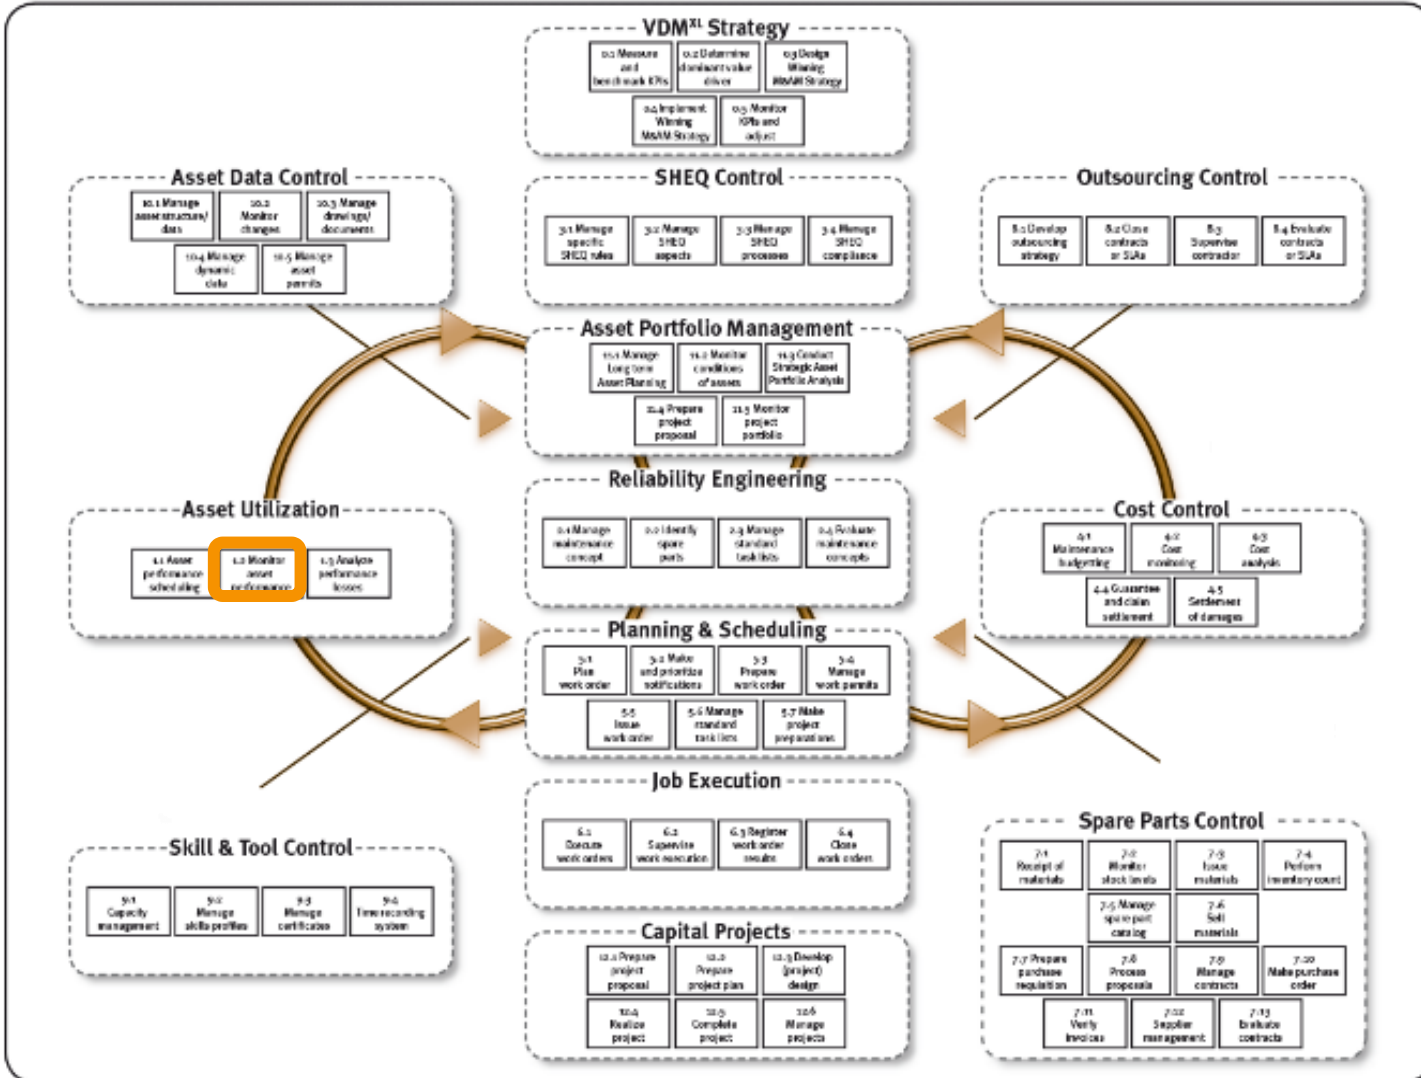 VDMXL Strategy
0.1 Measure
and
benchmark KPIs
0.2 Determine
dominant value
driver
0.3 Design
Winning
M&AM Strategy
0.4 Implement
Winning
M&AM Strategy
0.5 Monitor
KPIs and
adjust
Asset Data Control
10.1 Manage
asset structure/
data
10.2
Monitor
changes
10.3 Manage
drawings/
documents
10.4 Manage
dynamic
data
10.5 Manage
asset
permits
SHEQ Control
3.1 Manage
specific
SHEQ rules
3.2 Manage
SHEQ
aspects
3.3 Manage
SHEQ
processes
3.4 Manage
SHEQ
compliance
Outsourcing Control
8.1 Develop
outsourcing
strategy
8.2 Close
contracts
or SLAs
8.3
Supervise
contractor
8.4 Evaluate
contracts
or SLAs
Asset Portfolio Management
11.1 Manage
Long term
Asset Planning
11.2 Monitor
conditions
of assets
11.3 Conduct
Strategic Asset
Portfolio Analysis
11.4 Prepare
project
proposal
11.5 Monitor
project
portfolio
Asset Utilization
1.1 Asset
performance
scheduling
1.2 Monitor
asset
performance
1.3 Analyze
performance
losses
Reliability Engineering
2.1 Manage
maintenance
concept
2.2 Identify
spare
parts
2.3 Manage
standard
task lists
2.4 Evaluate
maintenance
concepts
Cost Control
4.1
Maintenance
budgetting
4.2
Cost
monitoring
4.3
Cost
analysis
4.4 Guarantee
and claim
settlement
4.5
Settlement
of damages
Planning & Scheduling
5.1
Plan
work order
5.2 Make
and prioritize
notifications
5.3
Prepare
work order
5.4
Manage
work permits
5.5
Issue
work order
5.6 Manage
standard
task lists
5.7 Make
project
preparations
Job Execution
6.1
Execute
work orders
6.2
Supervise
work execution
6.3 Register
work order
results
6.4
Close
work orders
Skill & Tool Control
9.1
Capacity
management
9.2
Manage
skills profiles
9.3
Manage
certificates
9.4
Time recording
system
Capital Projects
12.1 Prepare
project
proposal
12.2
Prepare
project plan
12.3 Develop
(project)
design
12.4
Realize
project
12.5
Complete
project
12.6
Manage
projects
Spare Parts Control
7.1
Receipt of
materials
7.2
Monitor
stock levels
7.3
Issue
materials
7.4
Perform
inventory count
7.5 Manage
spare part
catalog
7.6
Sell
materials
7.7 Prepare
purchase
requisition
7.8
Process
proposals
7.9
Manage
contracts
7.10
Make purchase
order
7.11
Verify
invoices
7.12
Supplier
management
7.13
Evaluate
contracts